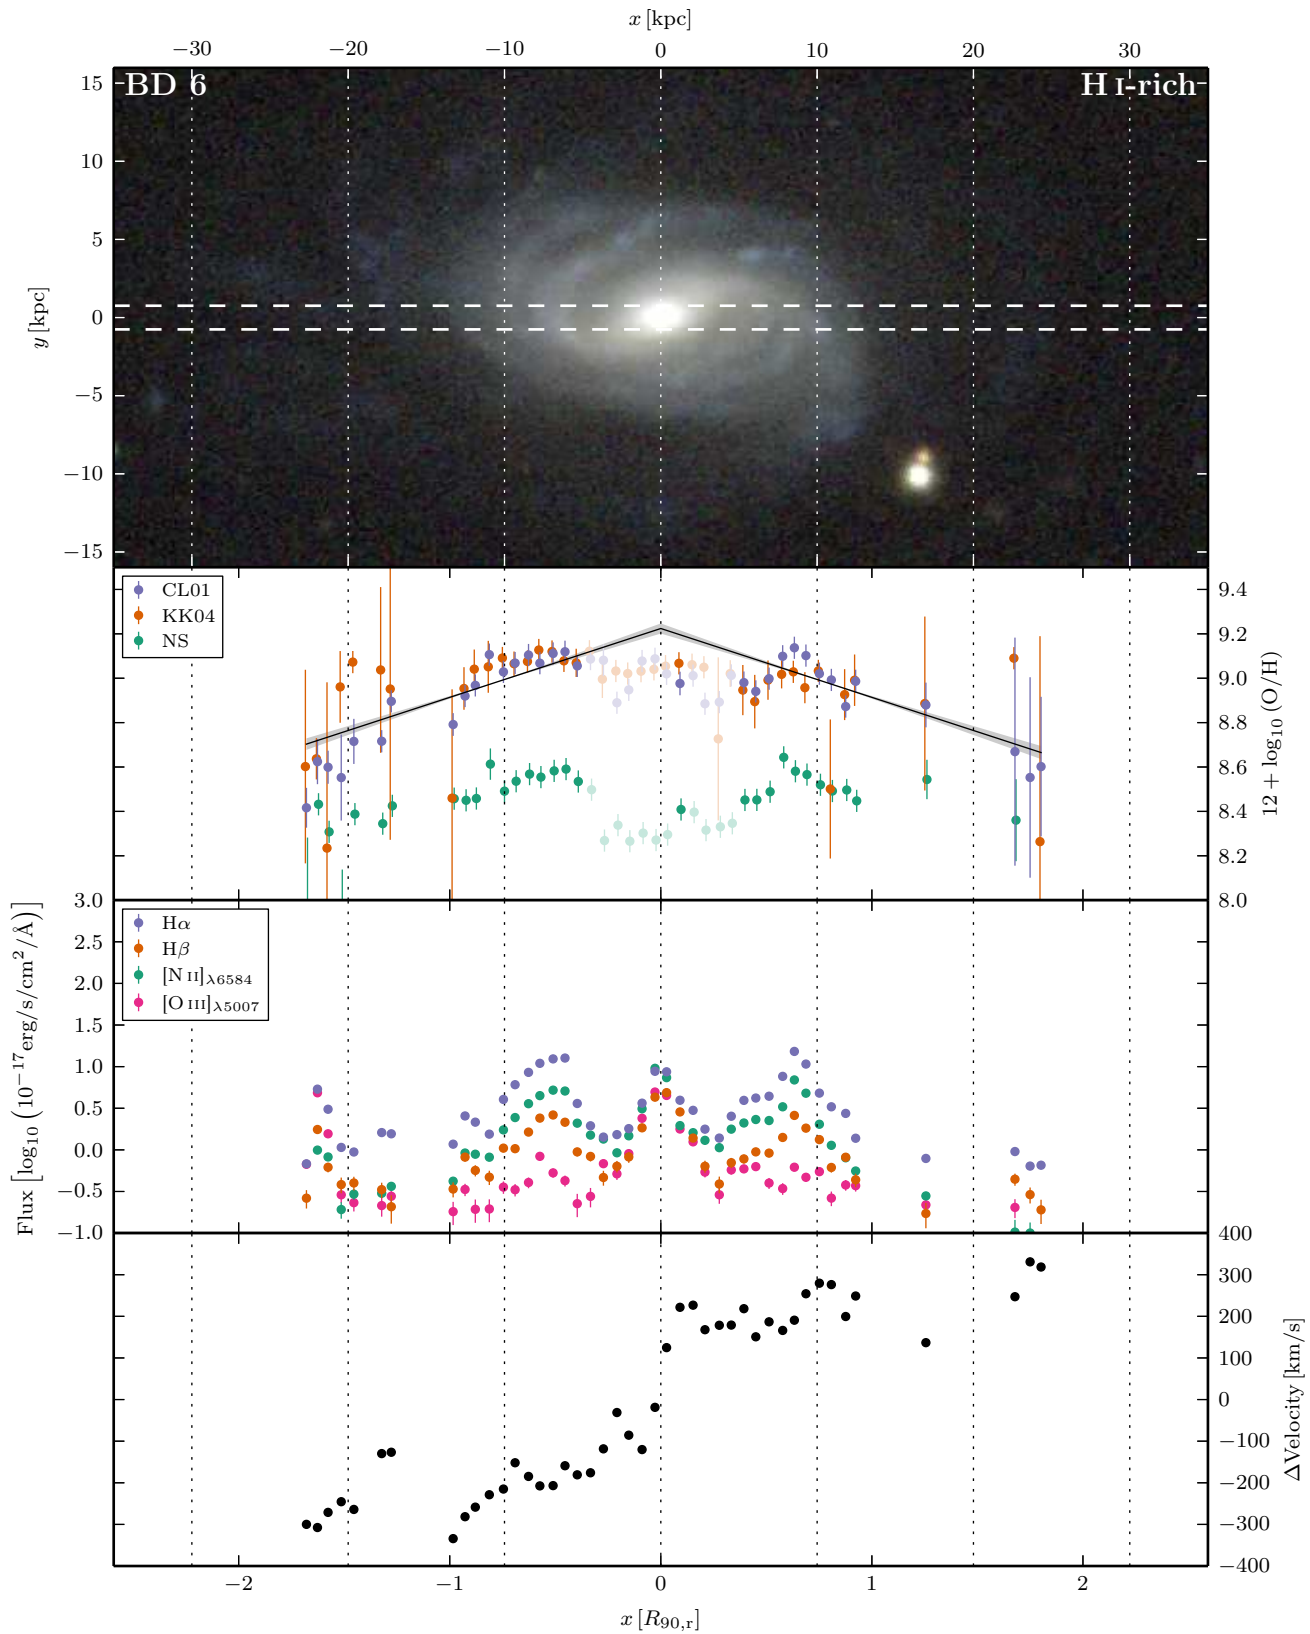 x [kpc]
−30 −20 −10 0 10 20 30
BD 6
H I-rich
15
10
5
0
−5
−10
−15
y [kpc]
CL01
KK04
NS
9.4
9.2
9.0
8.8
8.6
8.4
8.2
8.0
12 + log₁₀ (O/H)
Hα
Hβ
[N II]λ6584
[O III]λ5007
3.0
2.5
2.0
1.5
1.0
0.5
0.0
−0.5
−1.0
Flux [log₁₀ (10⁻¹⁷erg/s/cm²/Å)]
400
300
200
100
0
−100
−200
−300
−400
ΔVelocity [km/s]
−2 −1 0 1 2
x [R₉₀,ᵣ]